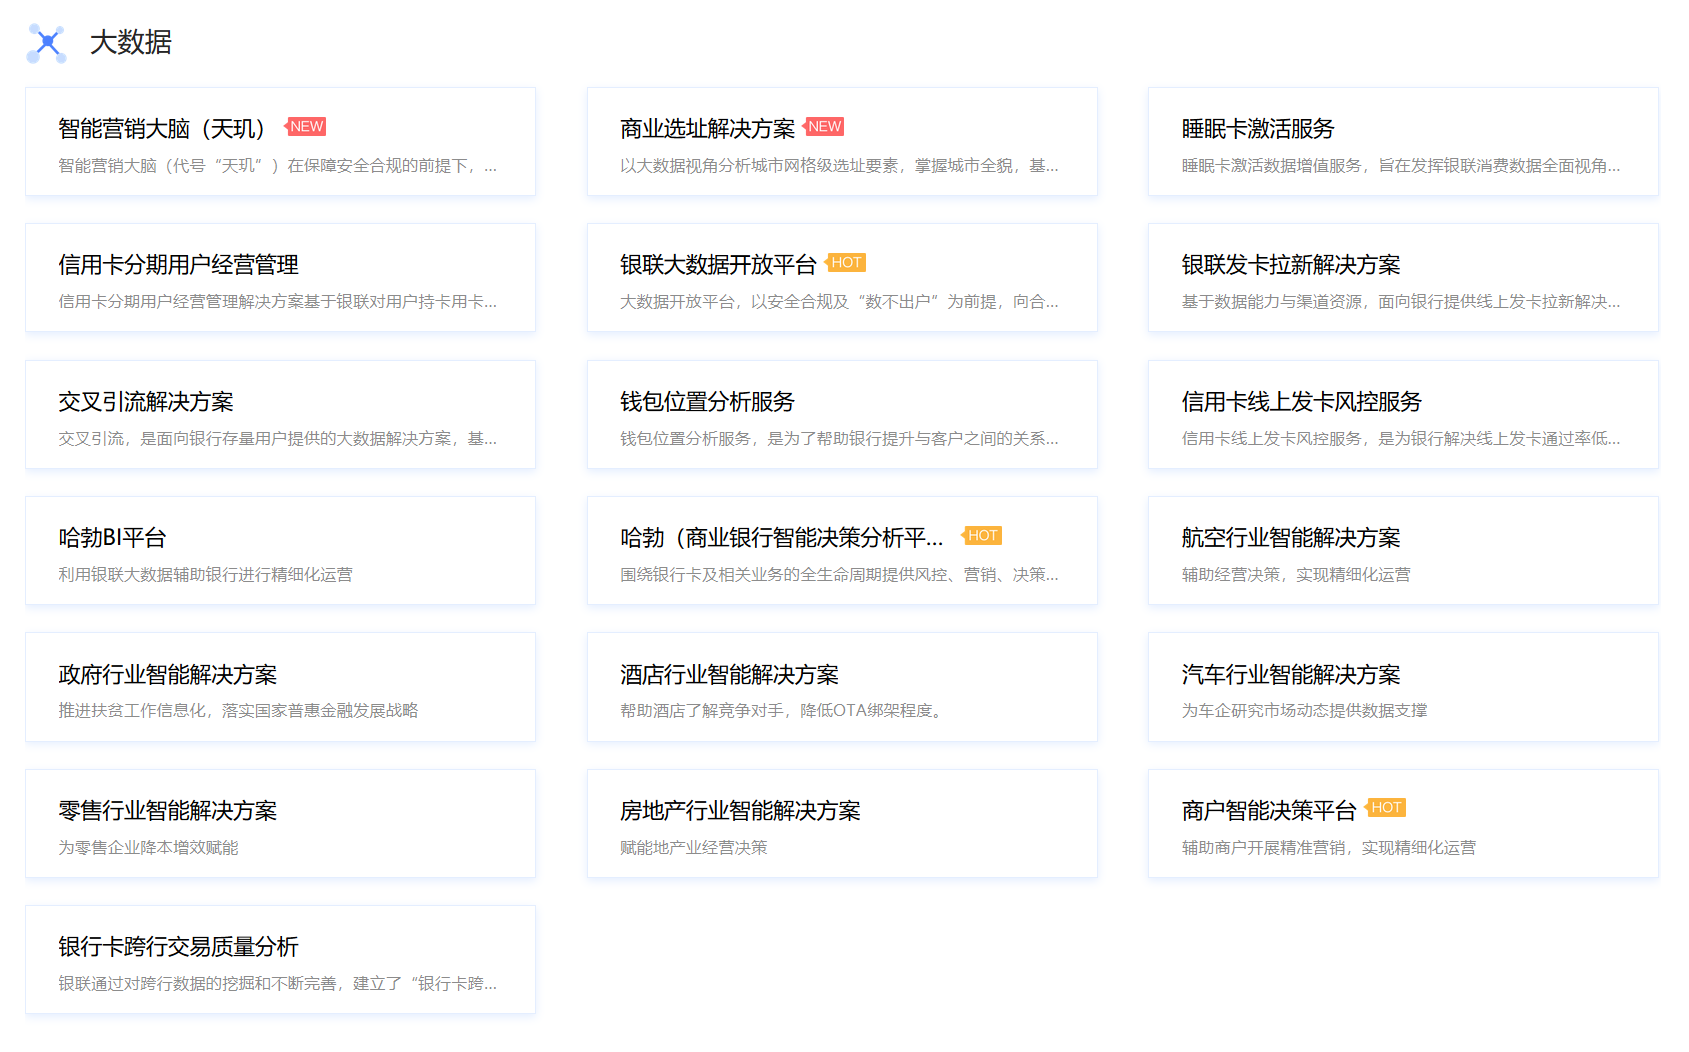 大数据
智能营销大脑（天玑） NEW
智能营销大脑（代号“天玑”）在保障安全合规的前提下，...
商业选址解决方案 NEW
以大数据视角分析城市网格级选址要素，掌握城市全貌，基...
睡眠卡激活服务
睡眠卡激活数据增值服务，旨在发挥银联消费数据全面视角...
信用卡分期用户经营管理
信用卡分期用户经营管理解决方案基于银联对用户持卡用卡...
银联大数据开放平台 HOT
大数据开放平台，以安全合规及“数不出户”为前提，向合...
银联发卡拉新解决方案
基于数据能力与渠道资源，面向银行提供线上发卡拉新解决...
交叉引流解决方案
交叉引流，是面向银行存量用户提供的大数据解决方案，基...
钱包位置分析服务
钱包位置分析服务，是为了帮助银行提升与客户之间的关系...
信用卡线上发卡风控服务
信用卡线上发卡风控服务，是为银行解决线上发卡通过率低...
哈勃BI平台
利用银联大数据辅助银行进行精细化运营
哈勃（商业银行智能决策分析平... HOT
围绕银行卡及相关业务的全生命周期提供风控、营销、决策...
航空行业智能解决方案
辅助经营决策，实现精细化运营
政府行业智能解决方案
推进扶贫工作信息化，落实国家普惠金融发展战略
酒店行业智能解决方案
帮助酒店了解竞争对手，降低OTA绑架程度。
汽车行业智能解决方案
为车企研究市场动态提供数据支撑
零售行业智能解决方案
为零售企业降本增效赋能
房地产行业智能解决方案
赋能地产业经营决策
商户智能决策平台 HOT
辅助商户开展精准营销，实现精细化运营
银行卡跨行交易质量分析
银联通过对跨行数据的挖掘和不断完善，建立了“银行卡跨...